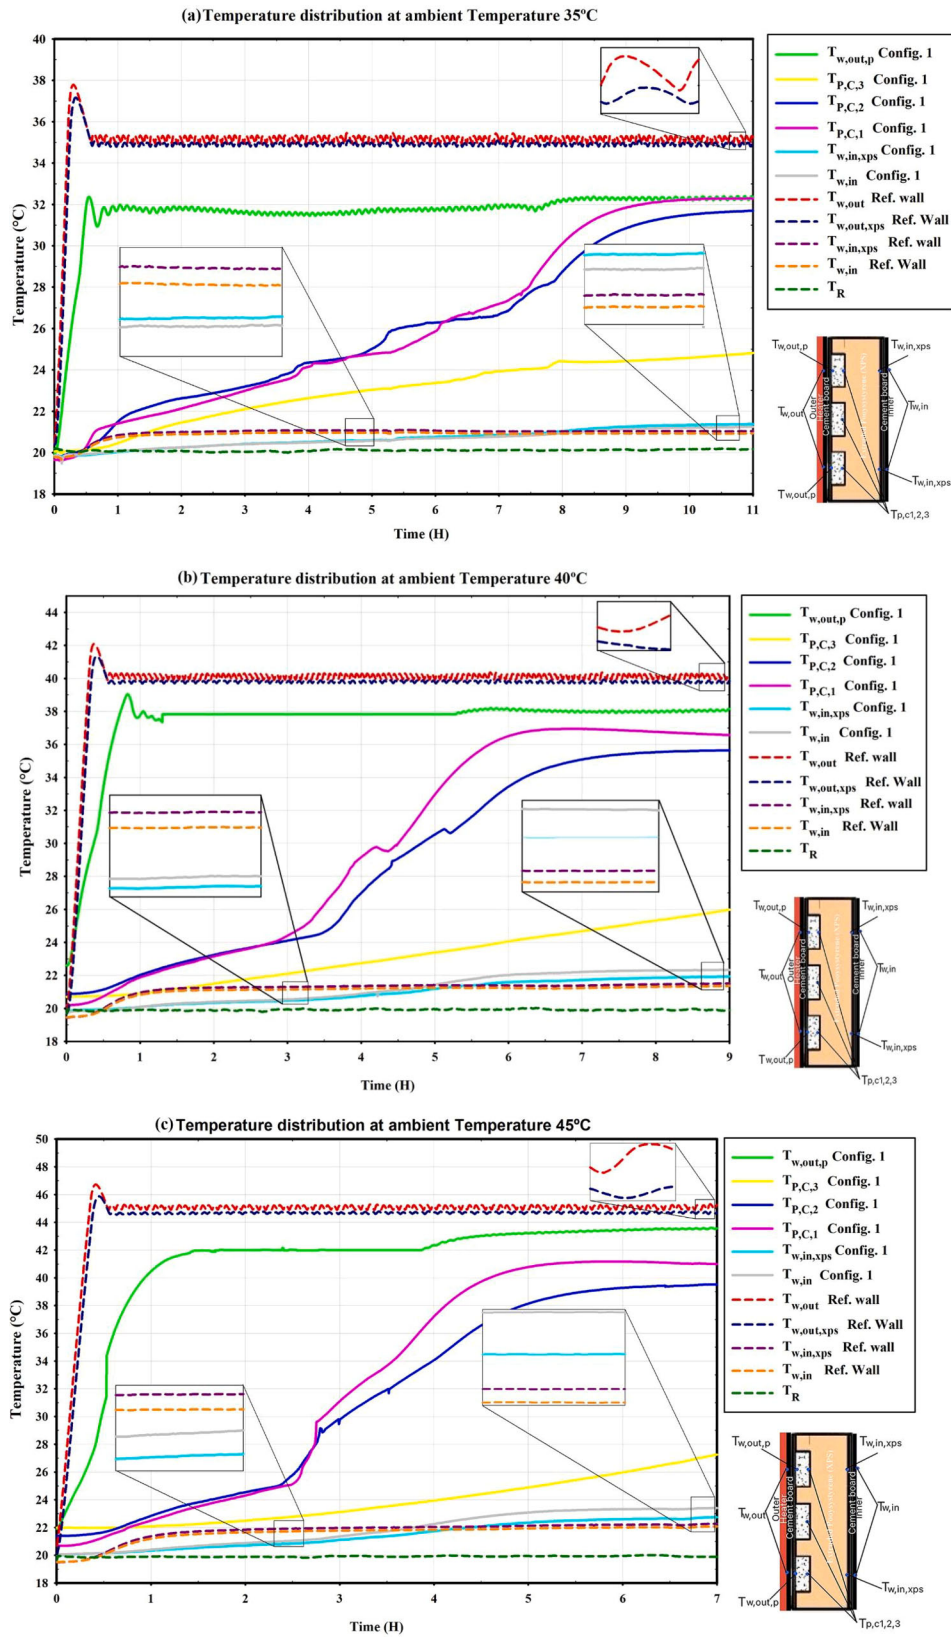 (a) Temperature distribution at ambient Temperature 35ºC
Temperature (°C)
40
38
36
34
32
30
28
26
24
22
20
18
0 1 2 3 4 5 6 7 8 9 10 11
Time (H)
Tw,out,p Config. 1
TP,C,3 Config. 1
TP,C,2 Config. 1
TP,C,1 Config. 1
Tw,in,xps Config. 1
Tw,in Config. 1
Tw,out Ref. wall
Tw,out,xps Ref. Wall
Tw,in,xps Ref. wall
Tw,in Ref. Wall
TR
Tw,out,p
Tw,in,xps
Tw,out
Outer
Cement board
Cement board
Inner
Tw,in
Tw,out,p
Tw,in,xps
Tp,c1,2,3
(b) Temperature distribution at ambient Temperature 40ºC
Temperature (°C)
44
42
40
38
36
34
32
30
28
26
24
22
20
18
0 1 2 3 4 5 6 7 8 9
Time (H)
Tw,out,p Config. 1
TP,C,3 Config. 1
TP,C,2 Config. 1
TP,C,1 Config. 1
Tw,in,xps Config. 1
Tw,in Config. 1
Tw,out Ref. wall
Tw,out,xps Ref. Wall
Tw,in,xps Ref. wall
Tw,in Ref. Wall
TR
Tw,out,p
Tw,in,xps
Tw,out
Outer
Cement board
Cement board
Inner
Tw,in
Tw,out,p
Tw,in,xps
Tp,c1,2,3
(c) Temperature distribution at ambient Temperature 45ºC
Temperature (°C)
50
48
46
44
42
40
38
36
34
32
30
28
26
24
22
20
18
0 1 2 3 4 5 6 7
Time (H)
Tw,out,p Config. 1
TP,C,3 Config. 1
TP,C,2 Config. 1
TP,C,1 Config. 1
Tw,in,xps Config. 1
Tw,in Config. 1
Tw,out Ref. wall
Tw,out,xps Ref. Wall
Tw,in,xps Ref. wall
Tw,in Ref. Wall
TR
Tw,out,p
Tw,in,xps
Tw,out
Outer
Cement board
Cement board
Inner
Tw,in
Tw,out,p
Tw,in,xps
Tp,c1,2,3